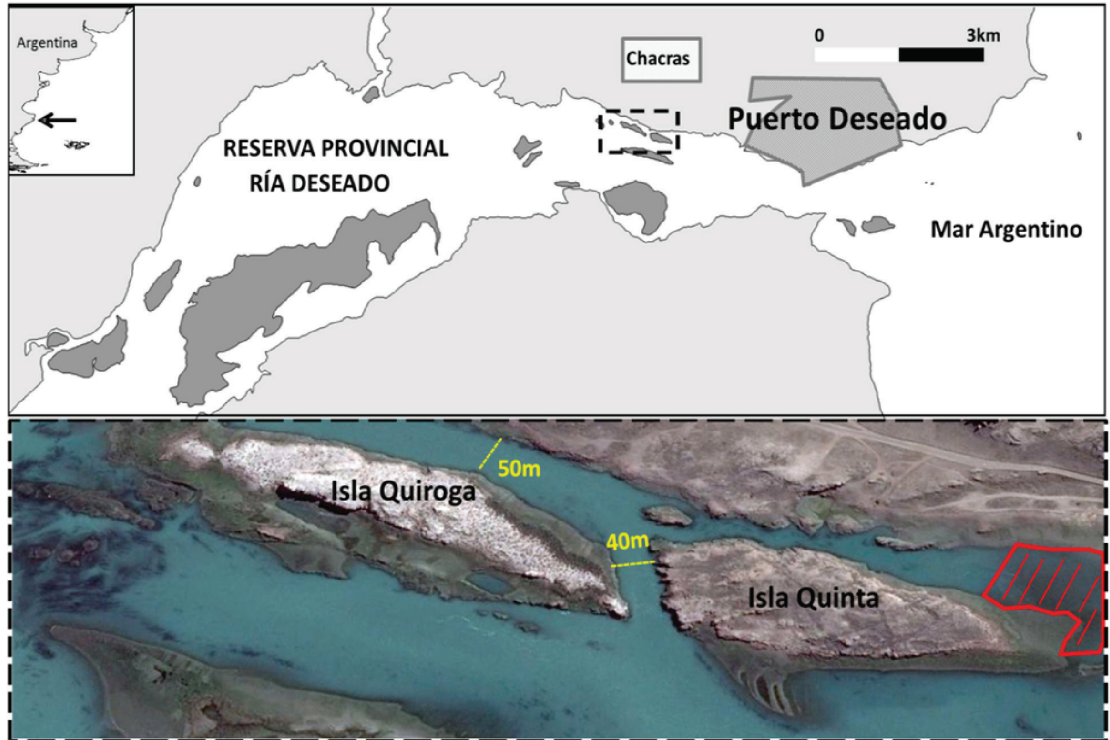 Argentina
Chacras
0 3km
Puerto Deseado
RESERVA PROVINCIAL
RÍA DESEADO
Mar Argentino
50m
Isla Quiroga
40m
Isla Quinta